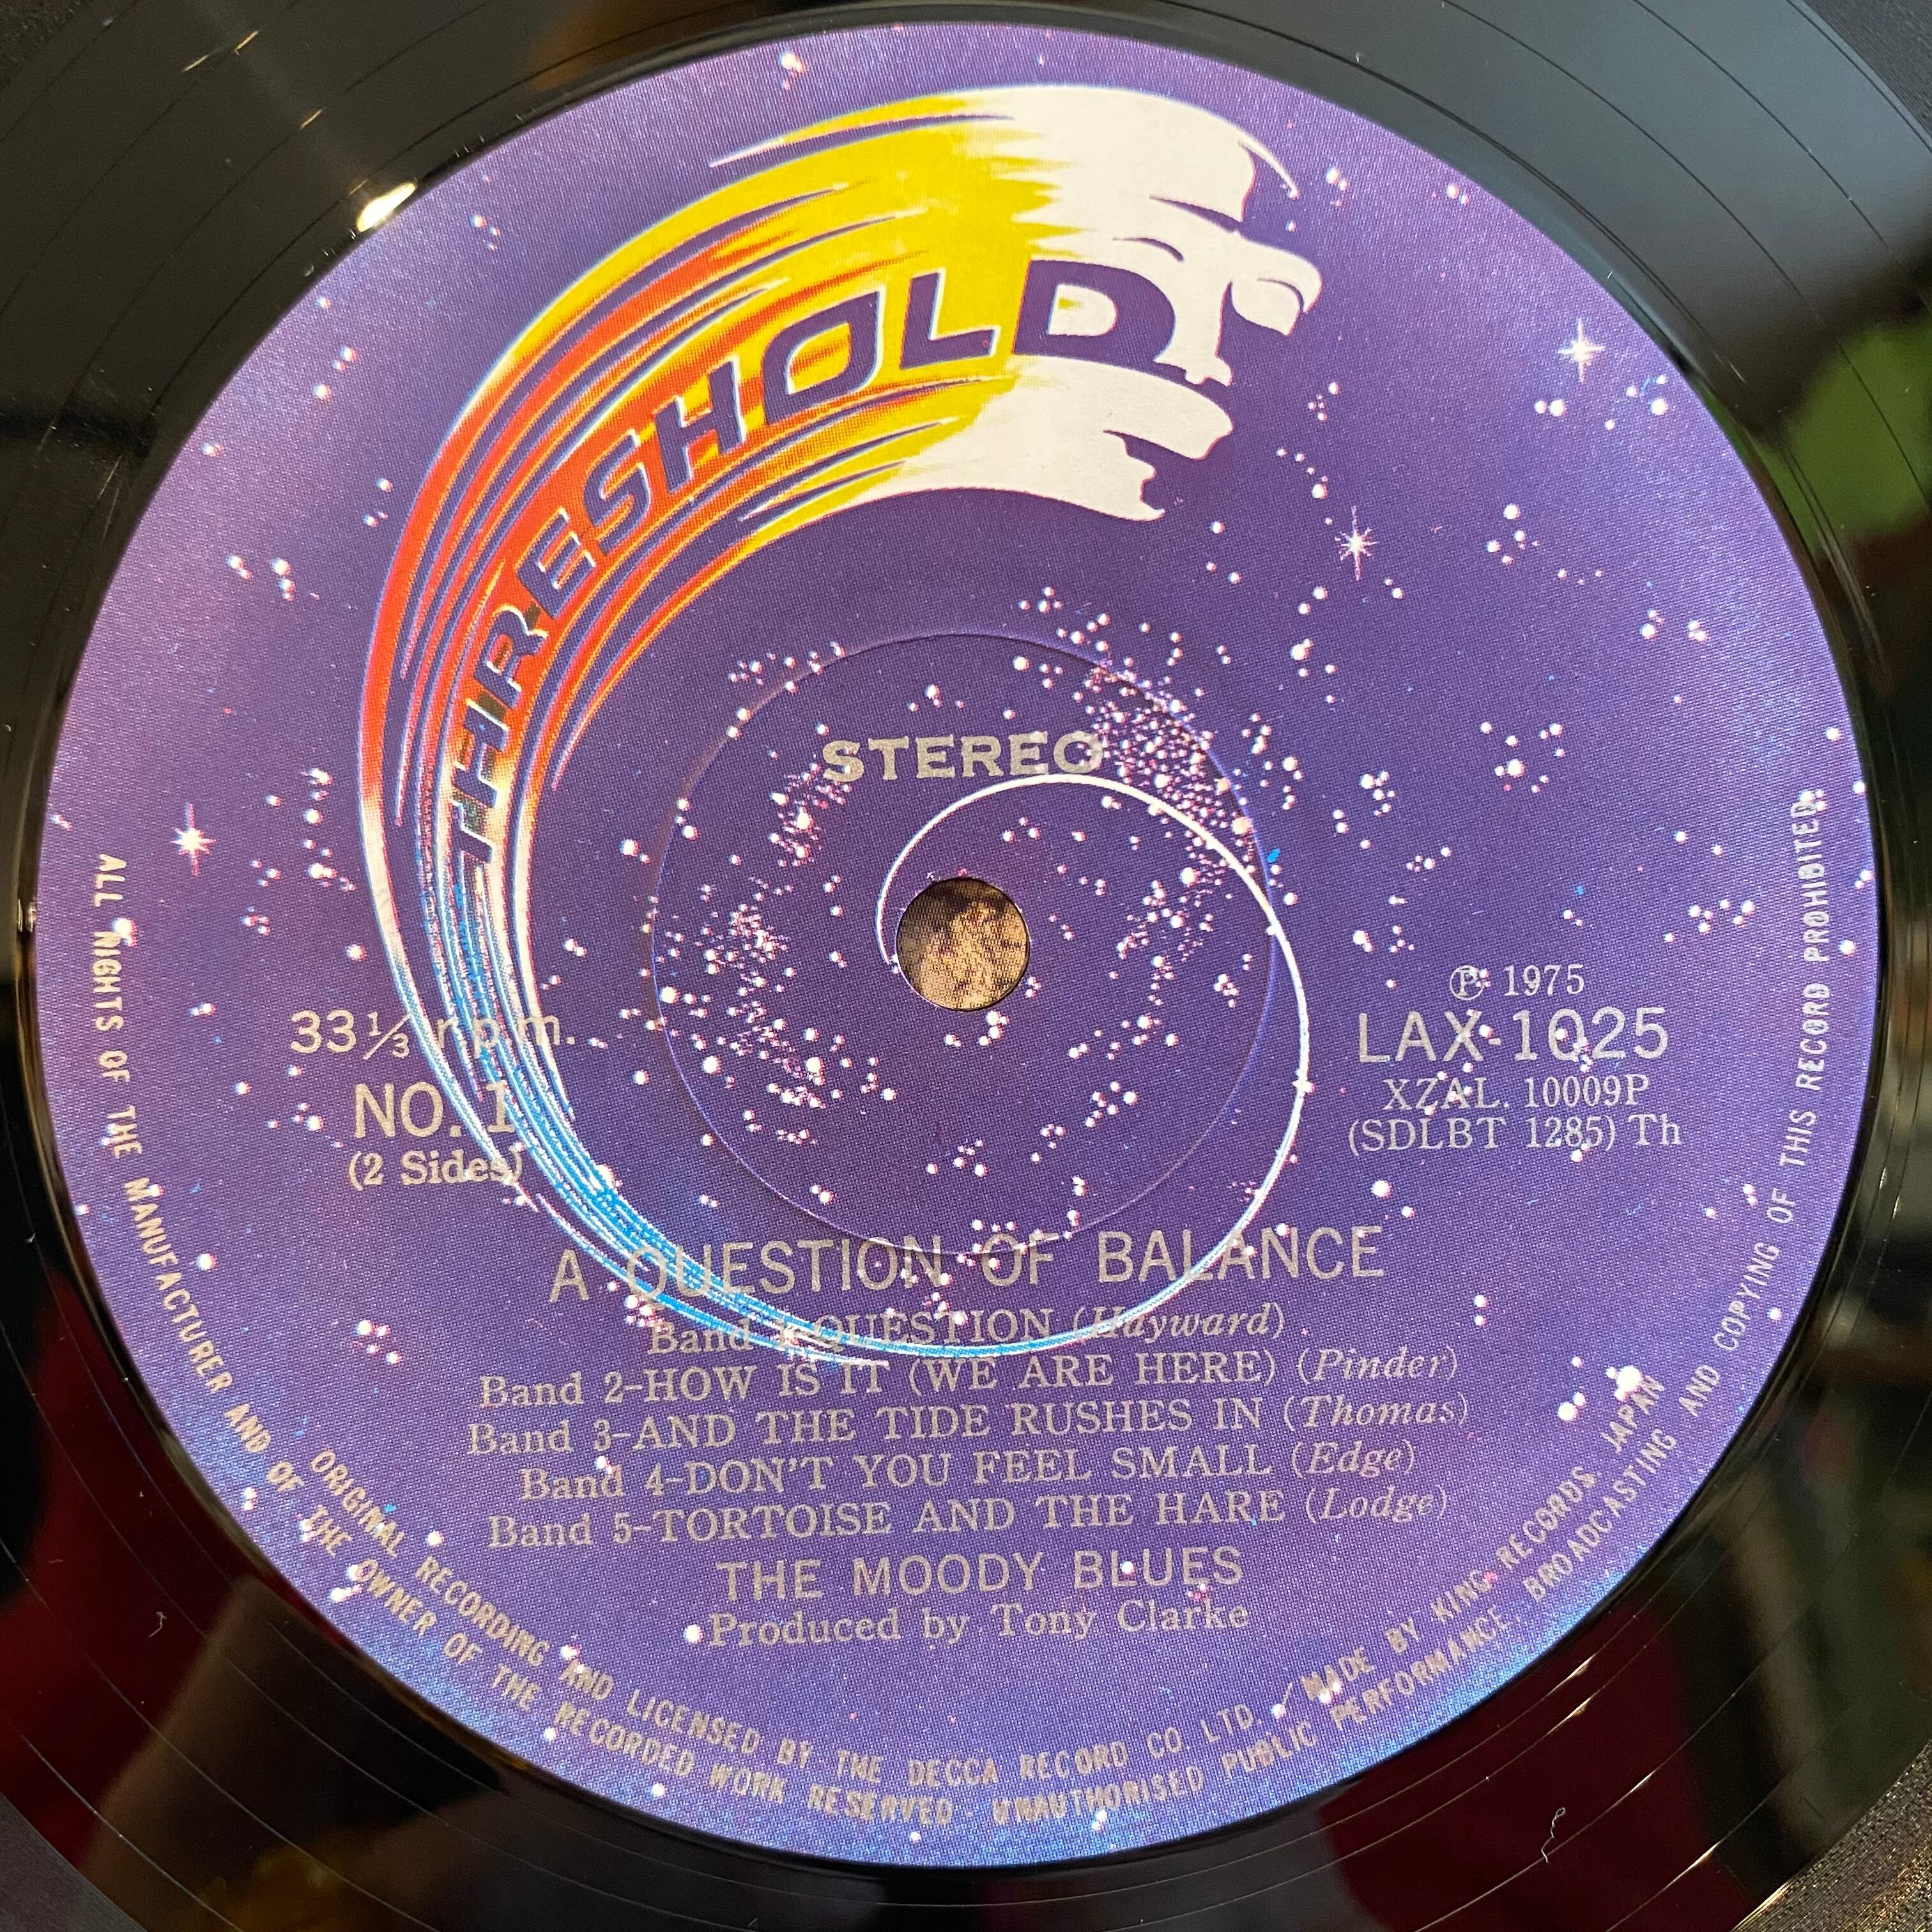 THRESHOLD
STEREO
33⅓ r.p.m.
NO. 1
(2 Sides)
Ⓟ 1975
LAX 1025
XZAL. 10009P
(SDLBT 1285) Th
A QUESTION OF BALANCE
Band 1-QUESTION (Hayward)
Band 2-HOW IS IT (WE ARE HERE) (Pinder)
Band 3-AND THE TIDE RUSHES IN (Thomas)
Band 4-DON'T YOU FEEL SMALL (Edge)
Band 5-TORTOISE AND THE HARE (Lodge)
THE MOODY BLUES
Produced by Tony Clarke
ORIGINAL RECORDING AND LICENSED BY THE DECCA RECORD CO LTD. / MADE BY KING RECORDS. JAPAN
ALL RIGHTS OF THE MANUFACTURER AND OF THE OWNER OF THE RECORDED WORK RESERVED · UNAUTHORISED PUBLIC PERFORMANCE, BROADCASTING AND COPYING OF THIS RECORD PROHIBITED.